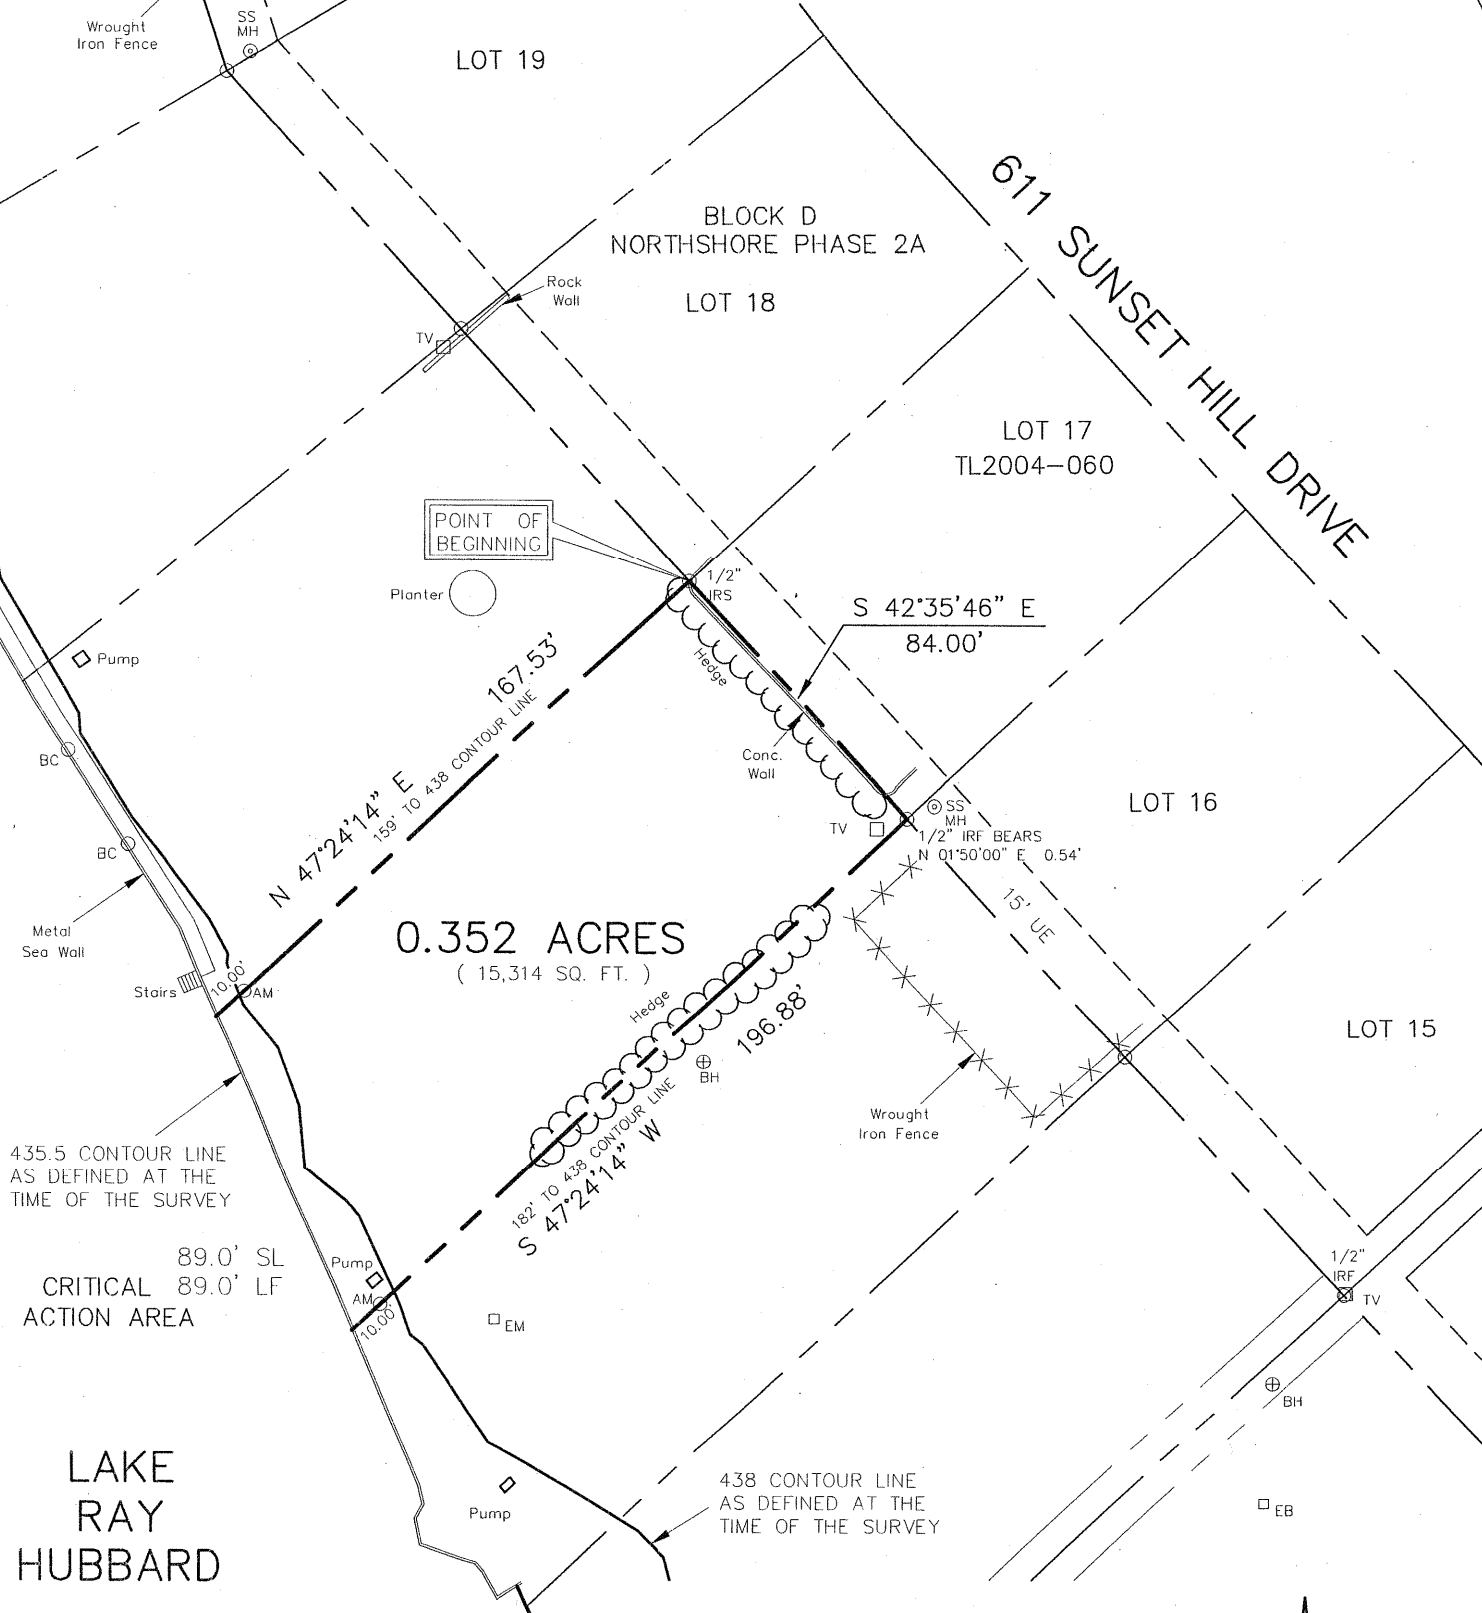 Wrought
Iron Fence
SS
MH
LOT 19
611 SUNSET HILL DRIVE
BLOCK D
NORTHSHORE PHASE 2A
LOT 18
Rock
Wall
TV
LOT 17
TL2004-060
POINT OF
BEGINNING
1/2"
IRS
Planter
S 42°35'46" E
84.00'
Hedge
Pump
167.53'
159' TO 438 CONTOUR LINE
N 47°24'14" E
BC
Conc.
Wall
LOT 16
SS
MH
TV
1/2" IRF BEARS
N 01°50'00" E 0.54'
BC
15' UE
Metal
Sea Wall
0.352 ACRES
( 15,314 SQ. FT. )
Stairs
10.00'
AM
Hedge
196.88'
LOT 15
BH
Wrought
Iron Fence
435.5 CONTOUR LINE
AS DEFINED AT THE
TIME OF THE SURVEY
182' TO 438 CONTOUR LINE
S 47°24'14" W
89.0' SL
CRITICAL 89.0' LF
ACTION AREA
Pump
AM
10.00'
EM
1/2"
IRF
TV
BH
LAKE
RAY
HUBBARD
Pump
438 CONTOUR LINE
AS DEFINED AT THE
TIME OF THE SURVEY
EB